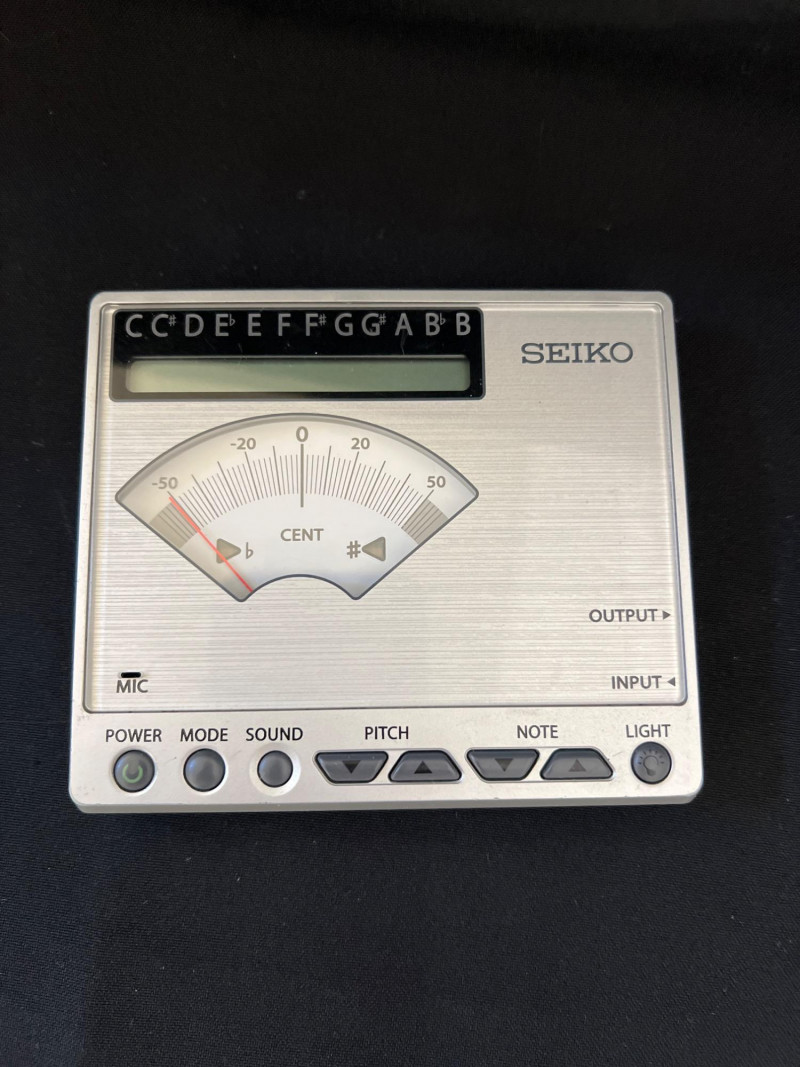 C C# D E♭ E F F# G G# A B♭ B
SEIKO
-50 -20 0 20 50
CENT
♭ #
OUTPUT
INPUT
MIC
POWER MODE SOUND PITCH NOTE LIGHT